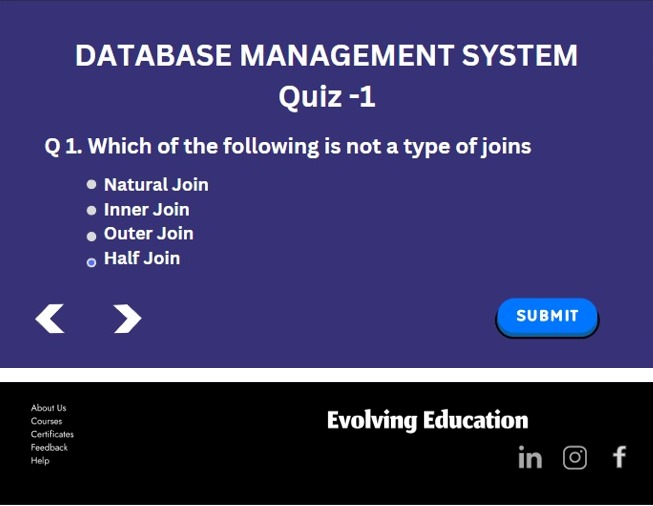 DATABASE MANAGEMENT SYSTEM
Quiz -1
Q 1. Which of the following is not a type of joins
Natural Join
Inner Join
Outer Join
Half Join
SUBMIT
About Us
Courses
Certificates
Feedback
Help
Evolving Education
in
f